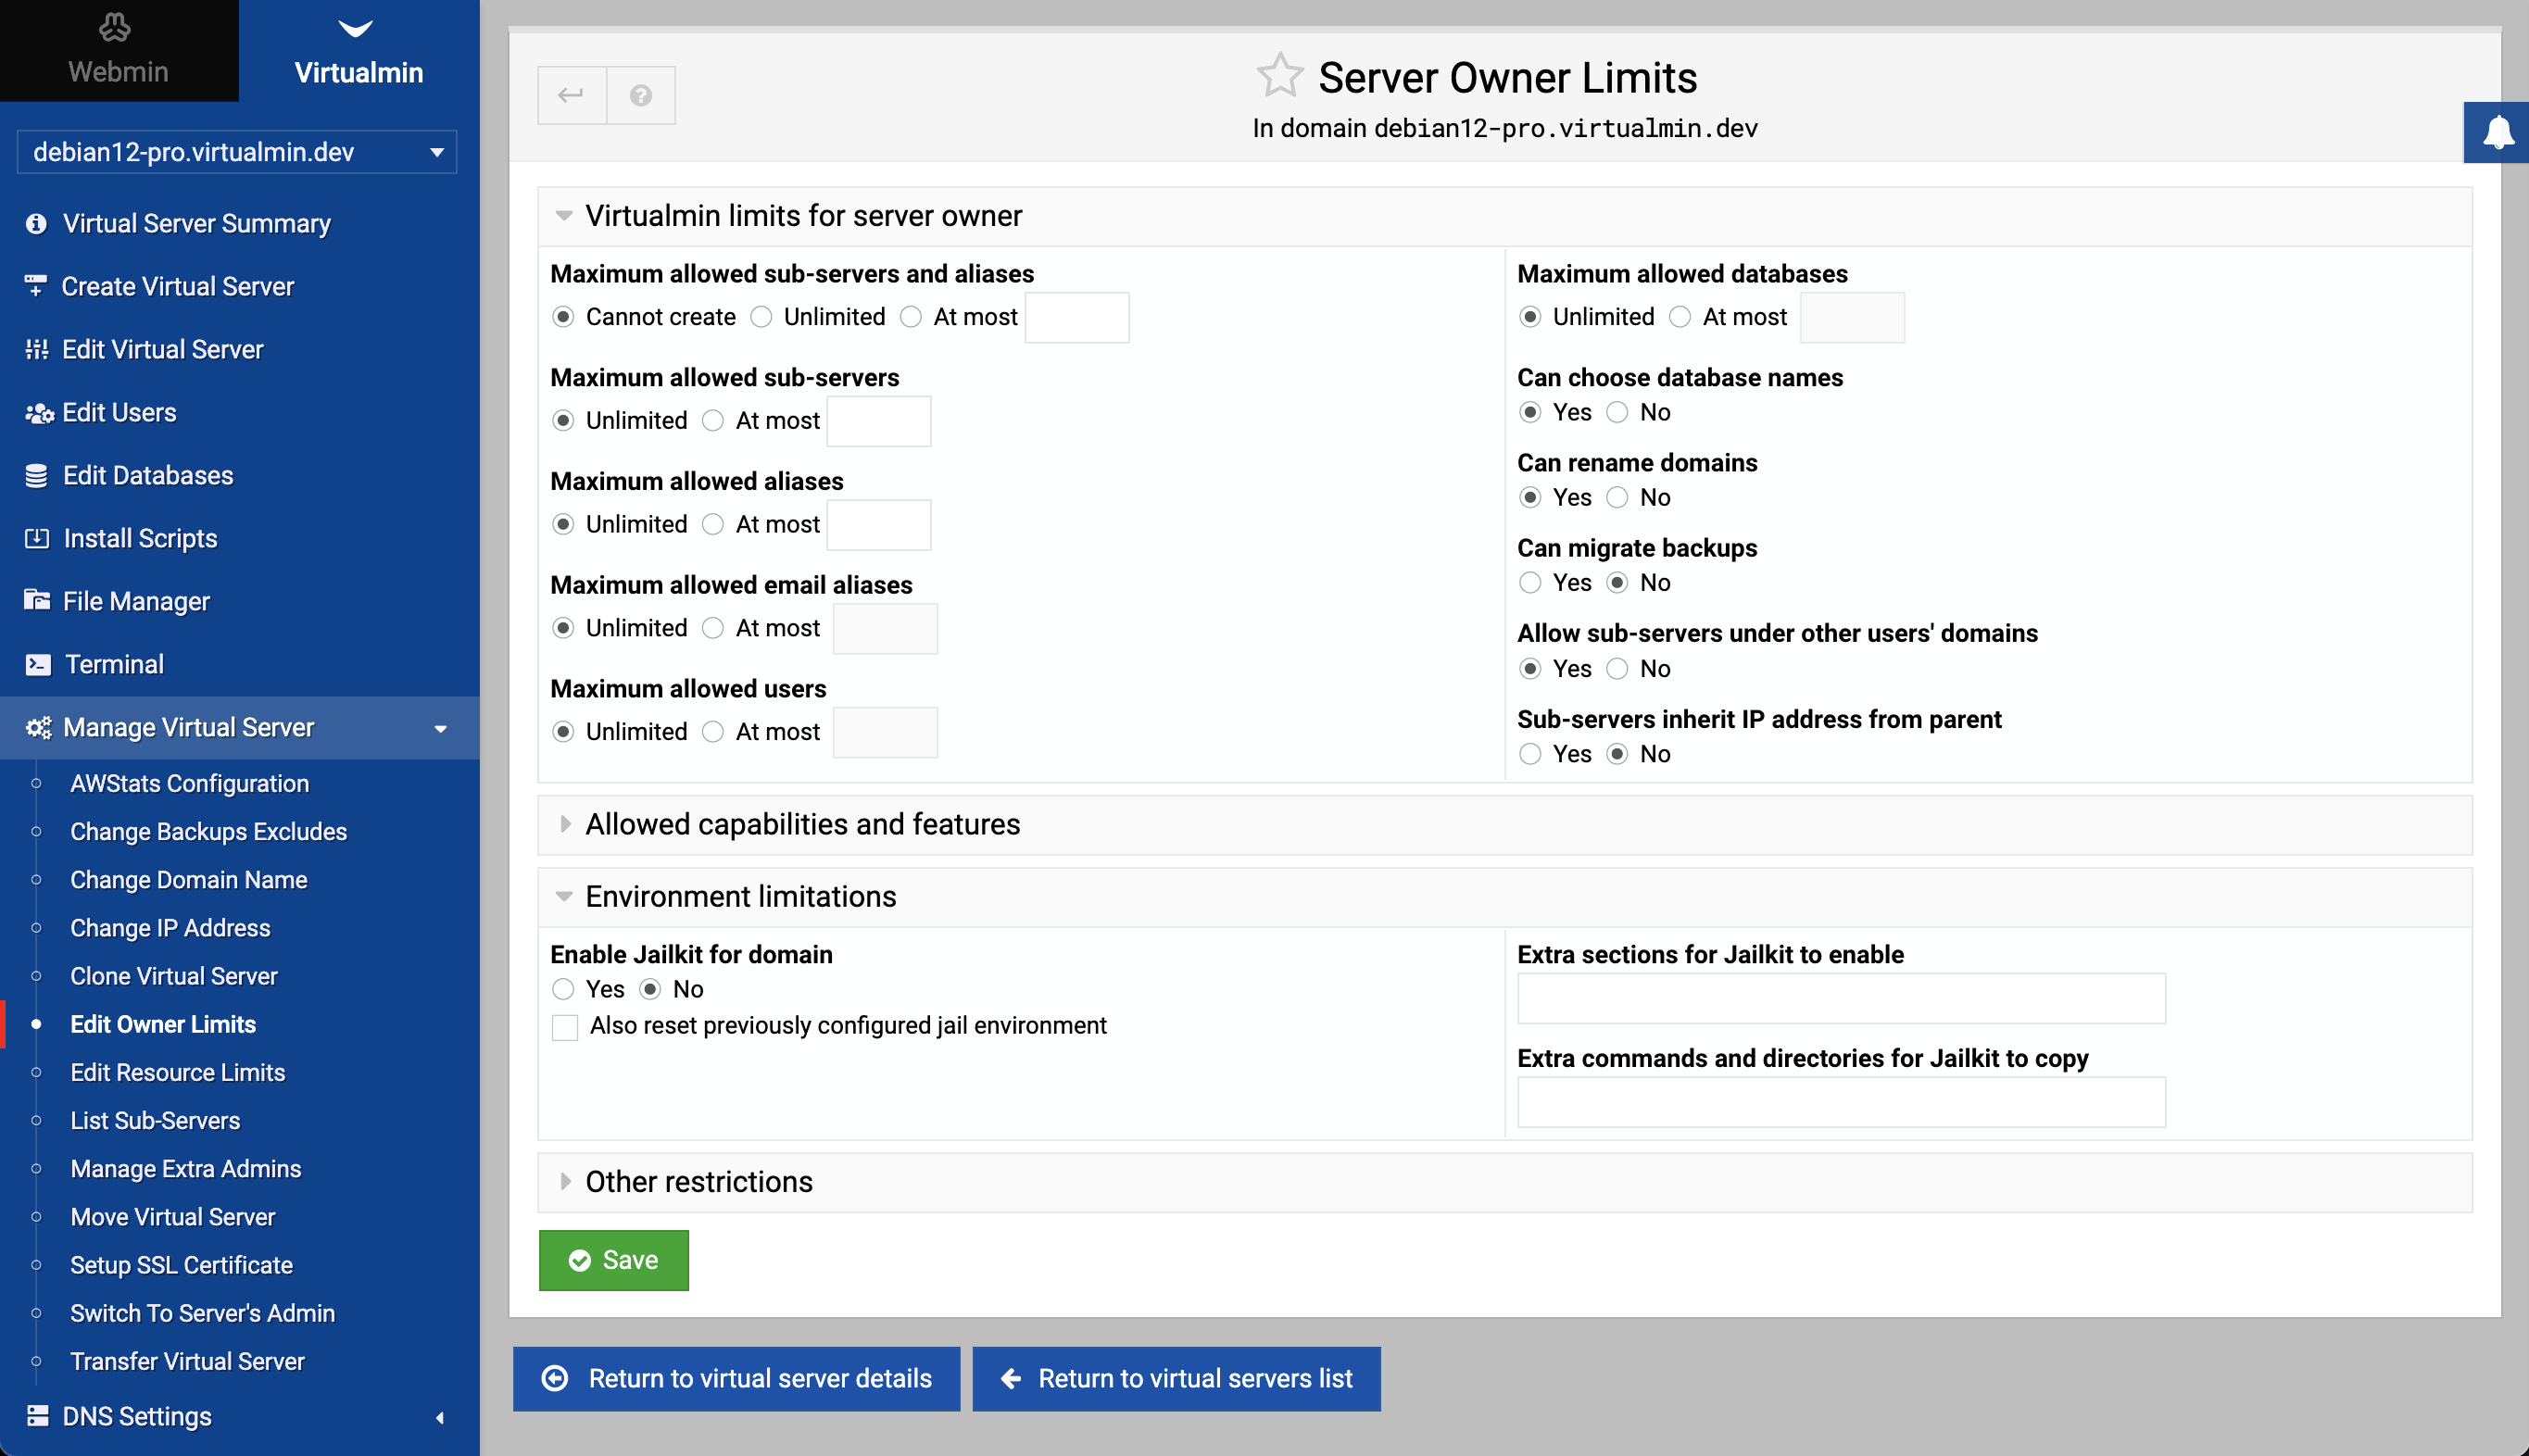 Webmin
Virtualmin
debian12-pro.virtualmin.dev
Virtual Server Summary
Create Virtual Server
Edit Virtual Server
Edit Users
Edit Databases
Install Scripts
File Manager
Terminal
Manage Virtual Server
AWStats Configuration
Change Backups Excludes
Change Domain Name
Change IP Address
Clone Virtual Server
Edit Owner Limits
Edit Resource Limits
List Sub-Servers
Manage Extra Admins
Move Virtual Server
Setup SSL Certificate
Switch To Server's Admin
Transfer Virtual Server
DNS Settings
Server Owner Limits
In domain debian12-pro.virtualmin.dev
Virtualmin limits for server owner
Maximum allowed sub-servers and aliases
Cannot create Unlimited At most
Maximum allowed sub-servers
Unlimited At most
Maximum allowed aliases
Unlimited At most
Maximum allowed email aliases
Unlimited At most
Maximum allowed users
Unlimited At most
Maximum allowed databases
Unlimited At most
Can choose database names
Yes No
Can rename domains
Yes No
Can migrate backups
Yes No
Allow sub-servers under other users' domains
Yes No
Sub-servers inherit IP address from parent
Yes No
Allowed capabilities and features
Environment limitations
Enable Jailkit for domain
Yes No
Also reset previously configured jail environment
Extra sections for Jailkit to enable
Extra commands and directories for Jailkit to copy
Other restrictions
Save
Return to virtual server details
Return to virtual servers list